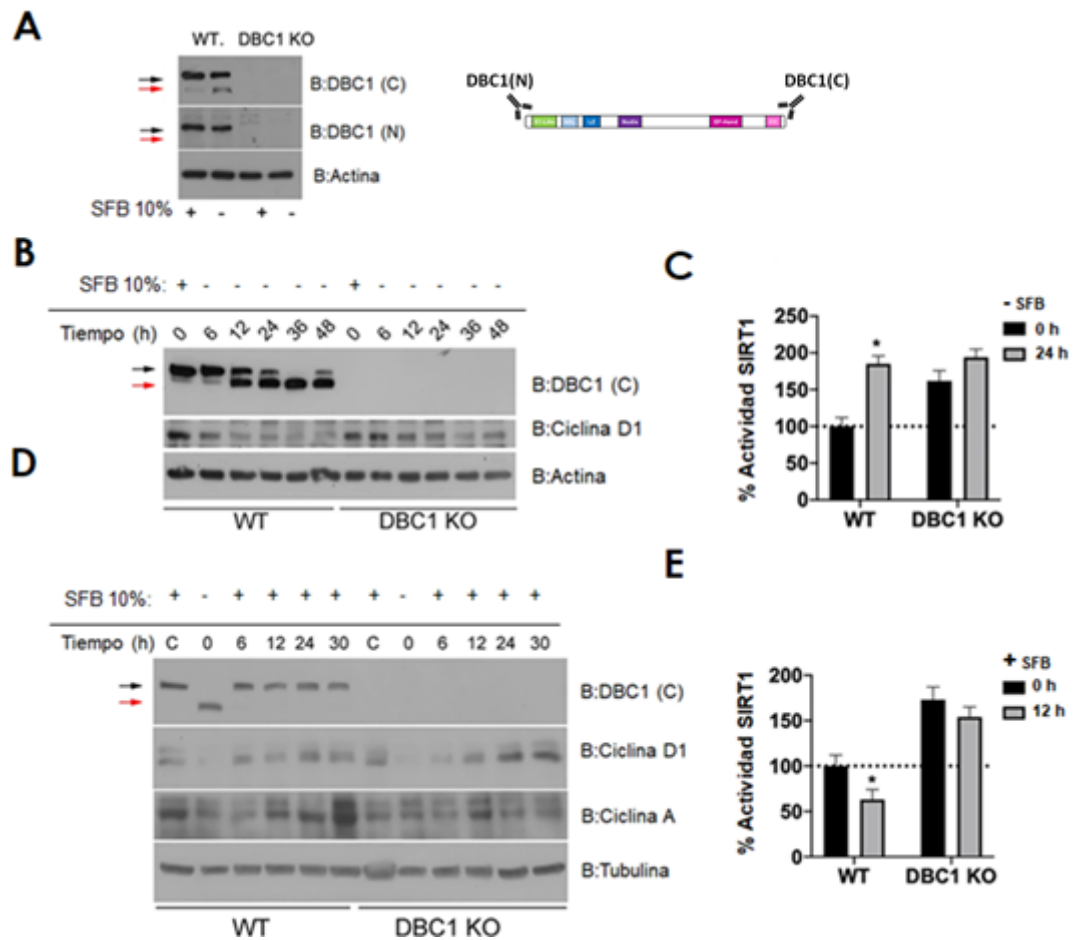 A
WT. DBC1 KO
B:DBC1 (C)
B:DBC1 (N)
B:Actina
SFB 10% + - + -
DBC1(N) DBC1(C)
B
SFB 10%: + - - - - - + - - - - -
Tiempo (h) 0 6 12 24 36 48 0 6 12 24 36 48
B:DBC1 (C)
B:Ciclina D1
B:Actina
WT DBC1 KO
C
- SFB
0 h
24 h
% Actividad SIRT1
250
200
150
100
50
0
*
WT DBC1 KO
D
SFB 10%: + - + + + + + - + + + +
Tiempo (h) C 0 6 12 24 30 C 0 6 12 24 30
B:DBC1 (C)
B:Ciclina D1
B:Ciclina A
B:Tubulina
WT DBC1 KO
E
+ SFB
0 h
12 h
% Actividad SIRT1
200
150
100
50
0
*
WT DBC1 KO